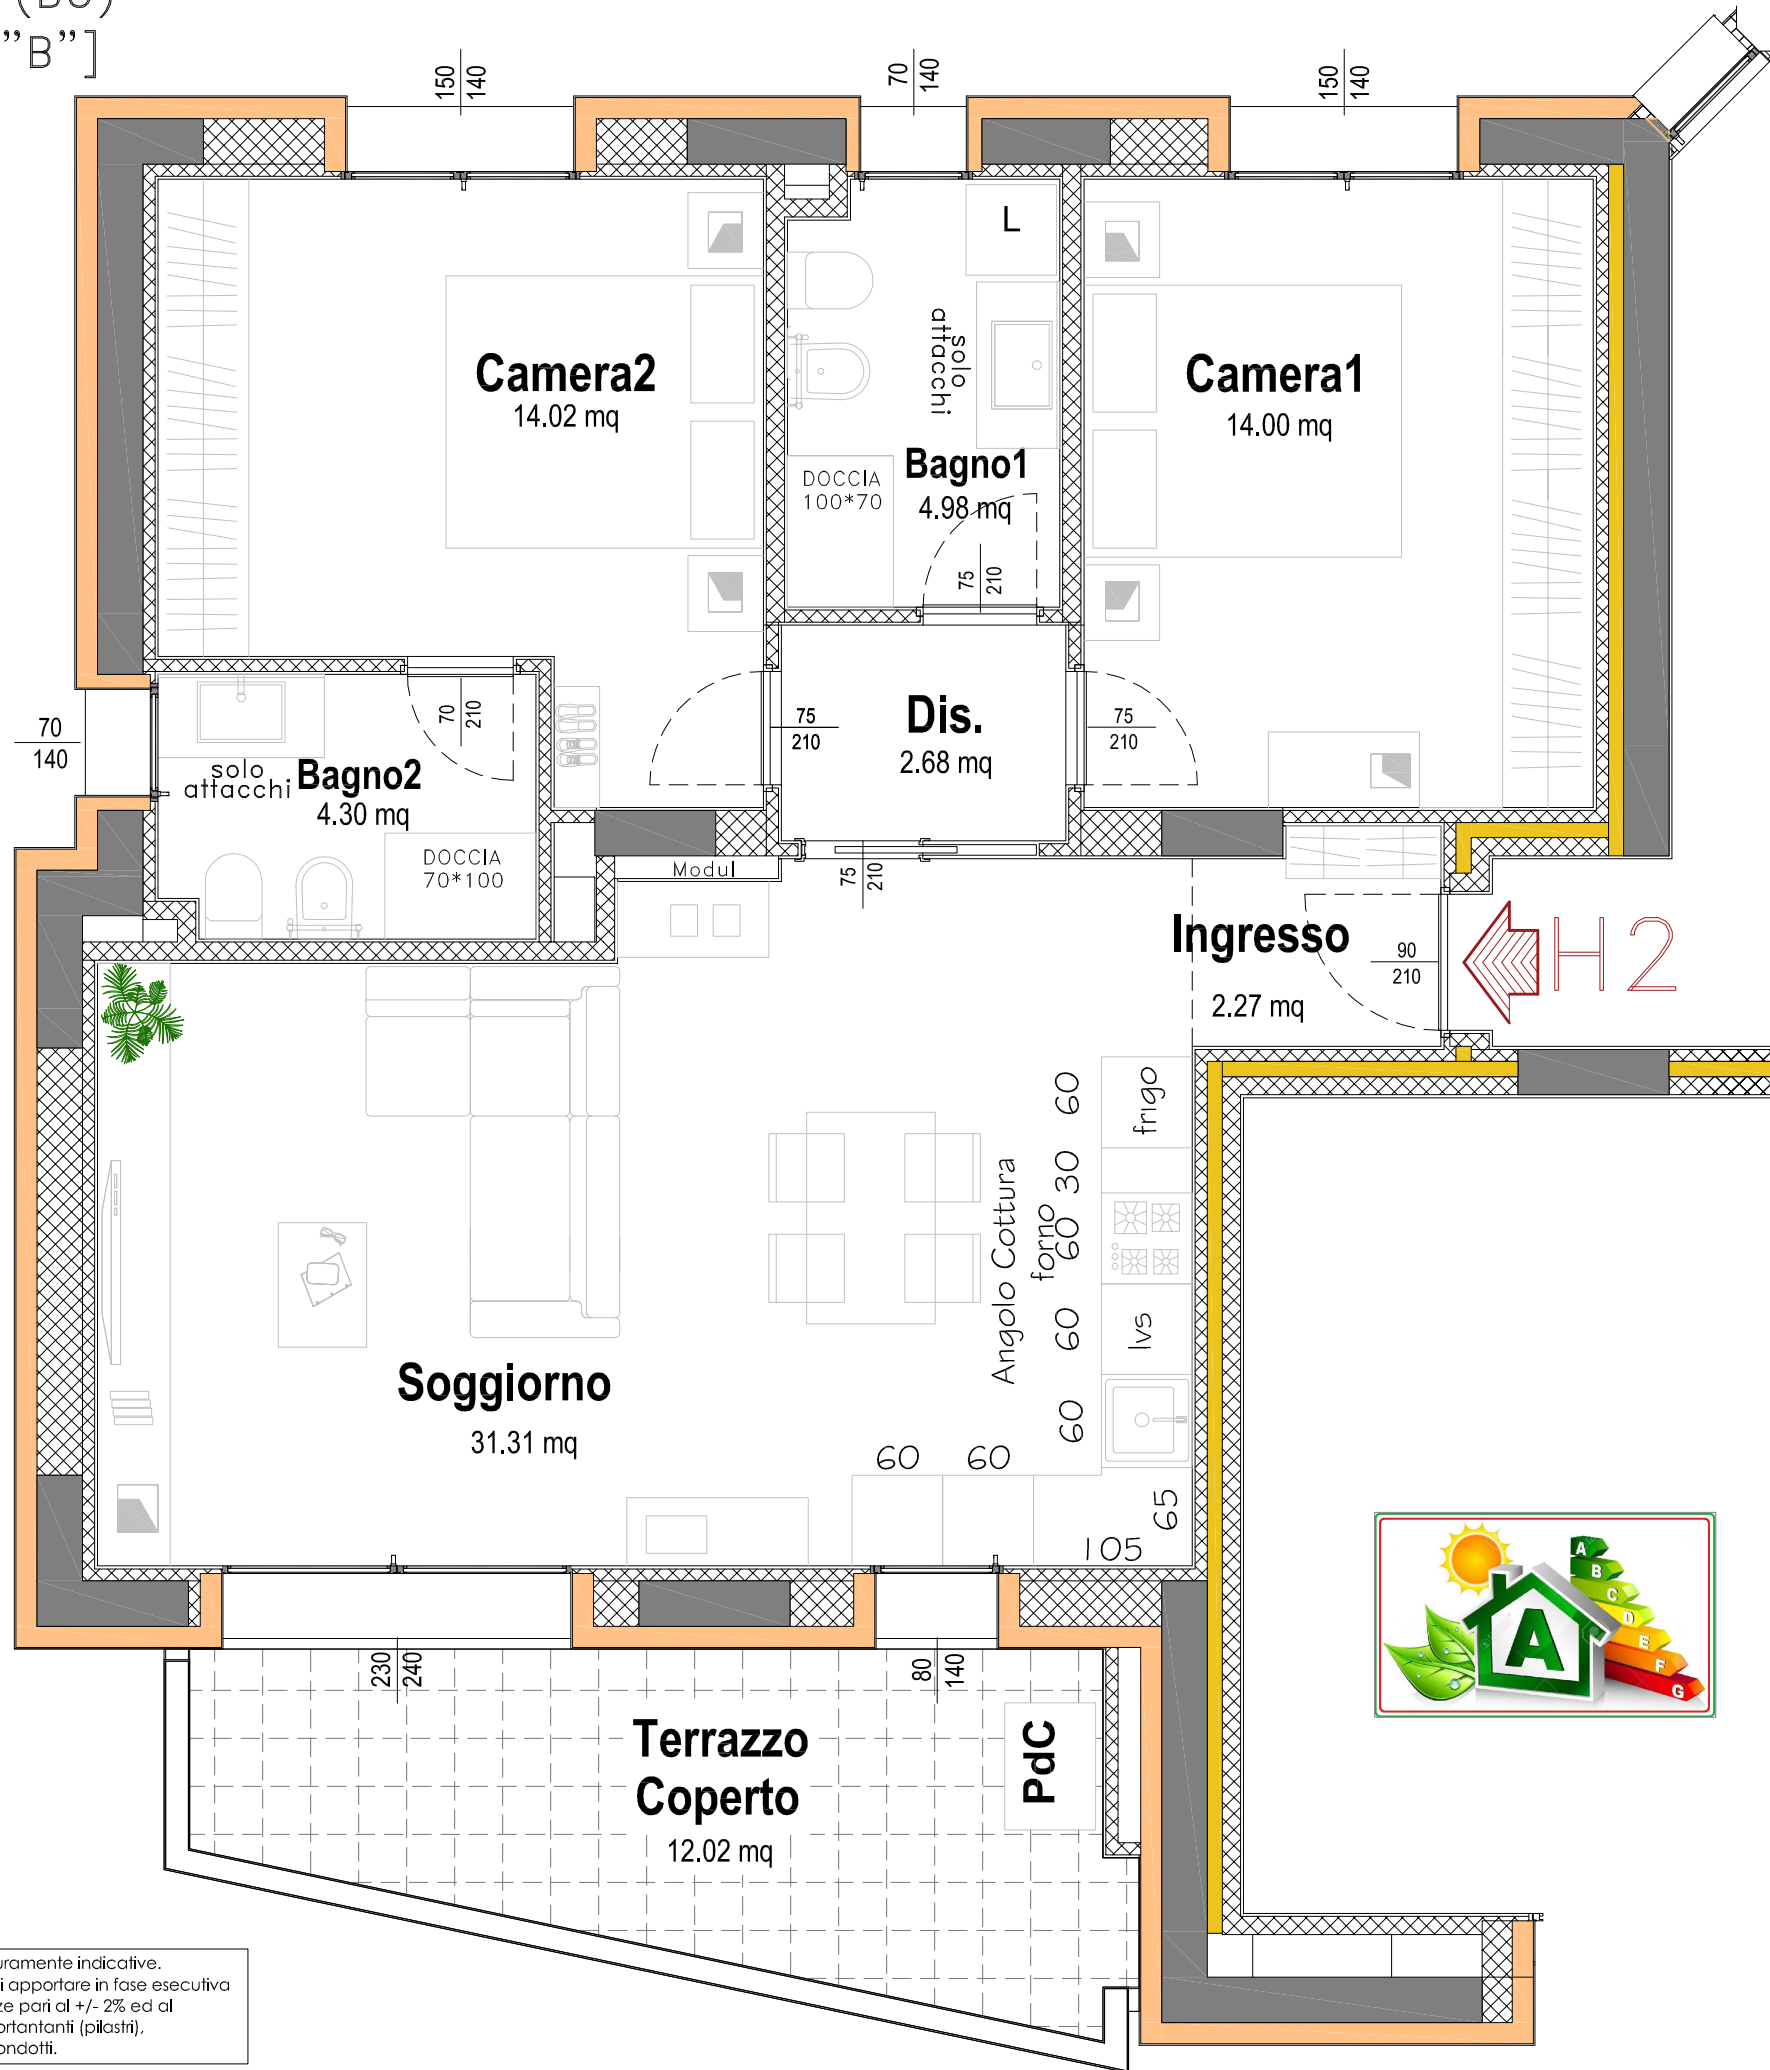 "B"]
150
140
70
140
150
140
L
solo
attacchi
Camera2
14.02 mq
Camera1
14.00 mq
Bagno1
4.98 mq
DOCCIA
100*70
75
210
70
140
70
210
75
210
Dis.
2.68 mq
75
210
solo
attacchi
Bagno2
4.30 mq
DOCCIA
70*100
Modul
75
210
Ingresso
2.27 mq
90
210
H2
frigo
60
30
forno
60
Angolo Cottura
lvs
60
60
Soggiorno
31.31 mq
60
60
65
105
A
B
C
D
E
F
G
A
230
240
80
140
Terrazzo
Coperto
12.02 mq
PdC
indicative.
apportare in fase esecutiva
pari al +/- 2% ed al
(pilastri),